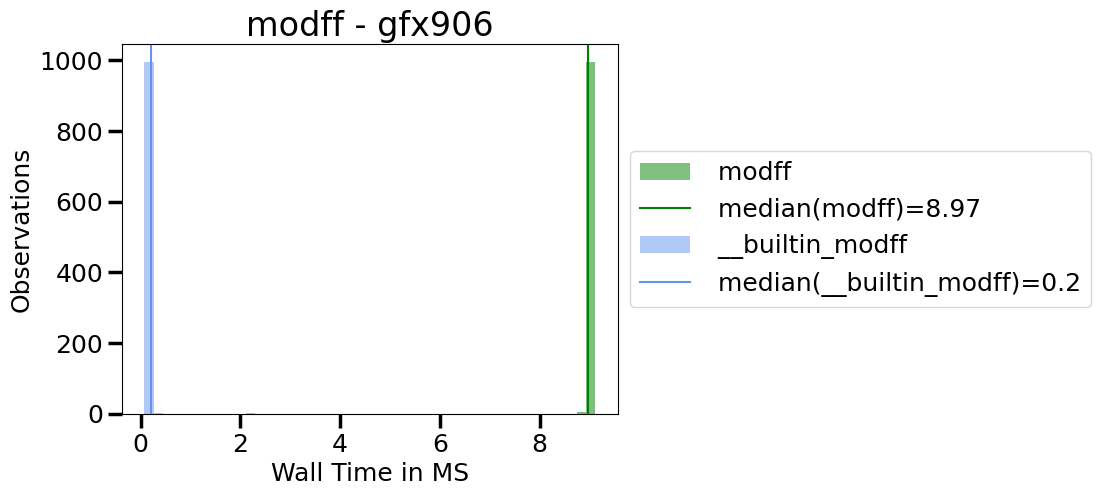 modff - gfx906
1000
800
600
400
200
0
Observations
0 2 4 6 8
Wall Time in MS
modff
median(modff)=8.97
__builtin_modff
median(__builtin_modff)=0.2